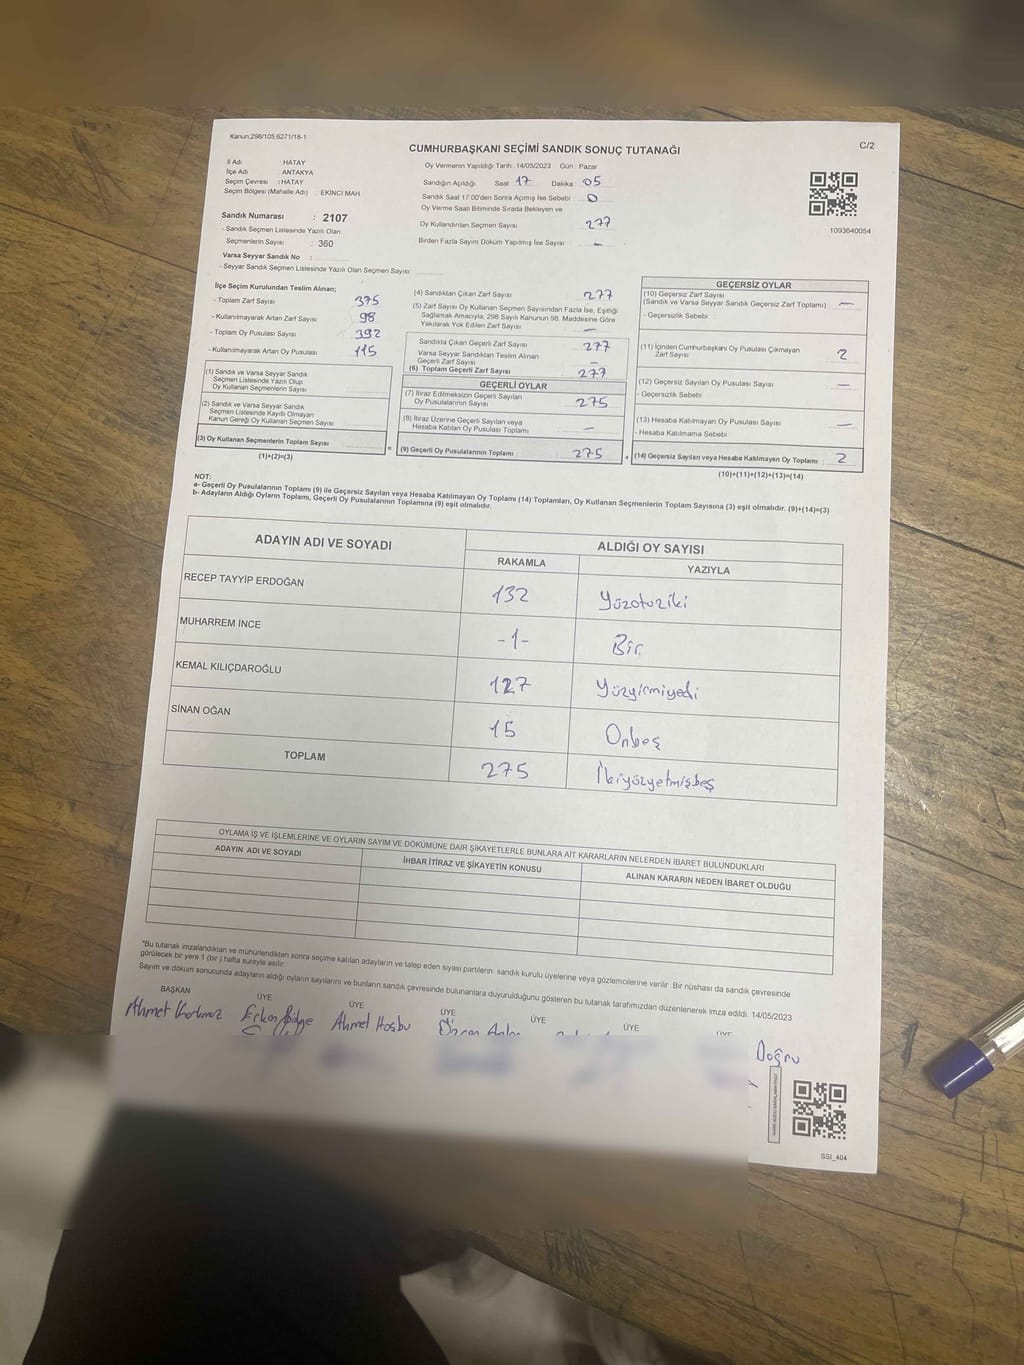 Kanun:298/105,6271/18-1
C/2
CUMHURBAŞKANI SEÇİMİ SANDIK SONUÇ TUTANAĞI
İl Adı : HATAY
İlçe Adı ANTAKYA
Seçim Çevresi : HATAY
Seçim Bölgesi (Mahalle Adı) : EKİNCİ MAH.
Sandık Numarası : 2107
- Sandık Seçmen Listesinde Yazılı Olan
Seçmenlerin Sayısı : 360
Varsa Seyyar Sandık No :
- Seyyar Sandık Seçmen Listesinde Yazılı Olan Seçmen Sayısı
Oy Vermenin Yapıldığı Tarih : 14/05/2023 Gün : Pazar
Sandığın Açıldığı Saat : 17 Dakika : 05
Sandık Saat 17:00'den Sonra Açılmış İse Sebebi : 0
Oy Verme Saati Bitiminde Sırada Bekleyen ve
Oy Kullandırılan Seçmen Sayısı 277
Birden Fazla Sayım Döküm Yapılmış İse Sayısı –
1093640054
İlçe Seçim Kurulundan Teslim Alınan;
- Toplam Zarf Sayısı 375
- Kullanılmayarak Artan Zarf Sayısı 98
- Toplam Oy Pusulası Sayısı 392
- Kullanılmayarak Artan Oy Pusulası 115
(1) Sandık ve Varsa Seyyar Sandık
Seçmen Listesinde Yazılı Olup
Oy Kullanan Seçmenlerin Sayısı
(2) Sandık ve Varsa Seyyar Sandık
Seçmen Listesinde Kayıtlı Olmayan
Kanun Gereği Oy Kullanan Seçmen Sayısı
(3) Oy Kullanan Seçmenlerin Toplam Sayısı
(1)+(2)=(3)
(4) Sandıktan Çıkan Zarf Sayısı 277
(5) Zarf Sayısı Oy Kullanan Seçmen Sayısından Fazla İse, Eşitliği
Sağlamak Amacıyla, 298 Sayılı Kanunun 98. Maddesine Göre
Yakılarak Yok Edilen Zarf Sayısı –
Sandıkta Çıkan Geçerli Zarf Sayısı 277
Varsa Seyyar Sandıktan Teslim Alınan
Geçerli Zarf Sayısı –
(6) Toplam Geçerli Zarf Sayısı 277
GEÇERLİ OYLAR
(7) İtiraz Edilmeksizin Geçerli Sayılan
Oy Pusulalarının Sayısı 275
(8) İtiraz Üzerine Geçerli Sayılan veya
Hesaba Katılan Oy Pusulası Toplamı –
= (9) Geçerli Oy Pusulalarının Toplamı 275 +
GEÇERSİZ OYLAR
(10) Geçersiz Zarf Sayısı
(Sandık ve Varsa Seyyar Sandık Geçersiz Zarf Toplamı) –
- Geçersizlik Sebebi
(11) İçinden Cumhurbaşkanı Oy Pusulası Çıkmayan
Zarf Sayısı 2
(12) Geçersiz Sayılan Oy Pusulası Sayısı –
- Geçersizlik Sebebi
(13) Hesaba Katılmayan Oy Pusulası Sayısı –
- Hesaba Katılmama Sebebi
(14) Geçersiz Sayılan veya Hesaba Katılmayan Oy Toplamı 2
(10)+(11)+(12)+(13)=(14)
NOT:
a- Geçerli Oy Pusulalarının Toplamı (9) ile Geçersiz Sayılan veya Hesaba Katılmayan Oy Toplamı (14) Toplamları, Oy Kullanan Seçmenlerin Toplam Sayısına (3) eşit olmalıdır. (9)+(14)=(3)
b- Adayların Aldığı Oyların Toplamı, Geçerli Oy Pusulalarının Toplamına (9) eşit olmalıdır.
ADAYIN ADI VE SOYADI ALDIĞI OY SAYISI
RAKAMLA YAZIYLA
RECEP TAYYİP ERDOĞAN 132 Yüzotuziki
MUHARREM İNCE -1- Bir
KEMAL KILIÇDAROĞLU 127 Yüzyirmiyedi
SİNAN OĞAN 15 Onbeş
TOPLAM 275 İkiyüzyetmişbeş
OYLAMA İŞ VE İŞLEMLERİNE VE OYLARIN SAYIM VE DÖKÜMÜNE DAİR ŞİKAYETLERLE BUNLARA AİT KARARLARIN NELERDEN İBARET BULUNDUKLARI
ADAYIN ADI VE SOYADI İHBAR İTİRAZ VE ŞİKAYETİN KONUSU ALINAN KARARIN NEDEN İBARET OLDUĞU
*Bu tutanak imzalandıktan ve mühürlendikten sonra seçime katılan adayların ve talep eden siyasi partilerin sandık kurulu üyelerine veya gözlemcilerine verilir. Bir nüshası da sandık çevresinde
görülecek bir yere 1 (bir ) hafta süreyle asılır.
Sayım ve döküm sonucunda adayların aldığı oyların sayılarını ve bunların sandık çevresinde bulunanlara duyurulduğunu gösteren bu tutanak tarafımızdan düzenlenerek imza edildi. 14/05/2023
BAŞKAN ÜYE ÜYE ÜYE ÜYE ÜYE ÜYE
Ahmet Korkmaz Erkan Ahmet Hoşbu
Doğru
SSI_404